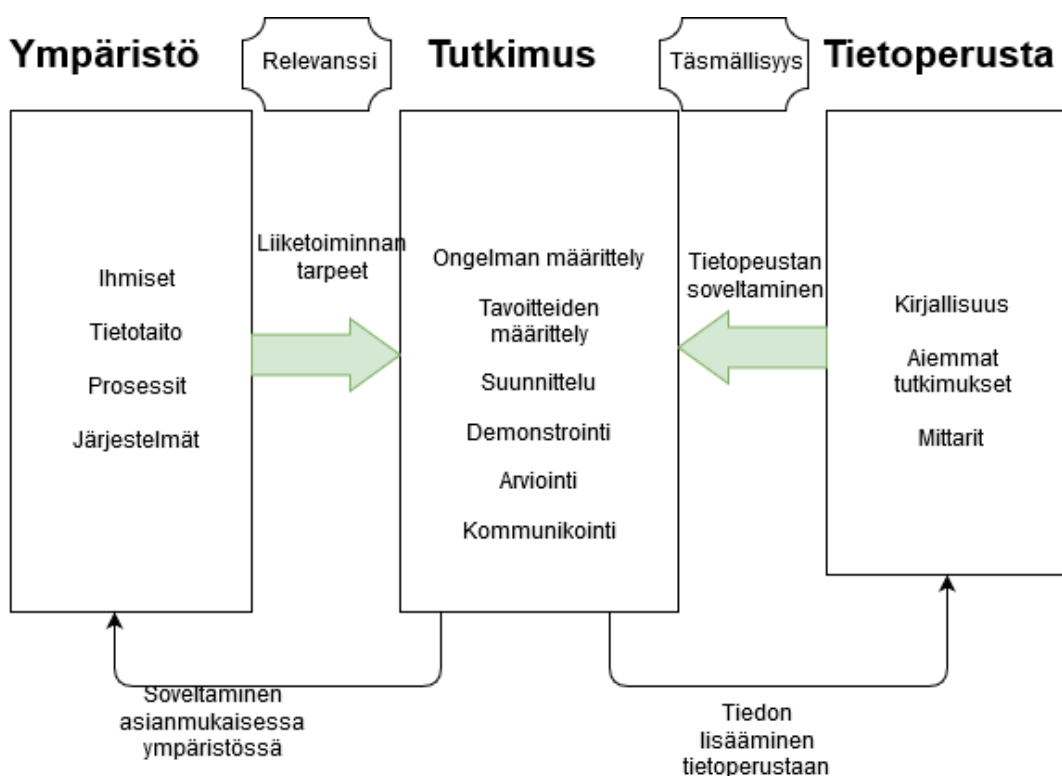 Ympäristö
Relevanssi
Tutkimus
Täsmällisyys
Tietoperusta
Ihmiset
Tietotaito
Prosessit
Järjestelmät
Liiketoiminnan
tarpeet
Ongelman määrittely
Tavoitteiden
määrittely
Suunnittelu
Demonstrointi
Arviointi
Kommunikointi
Tietopeustan
soveltaminen
Kirjallisuus
Aiemmat
tutkimukset
Mittarit
Soveltaminen
asianmukaisessa
ympäristössä
Tiedon
lisääminen
tietoperustaan